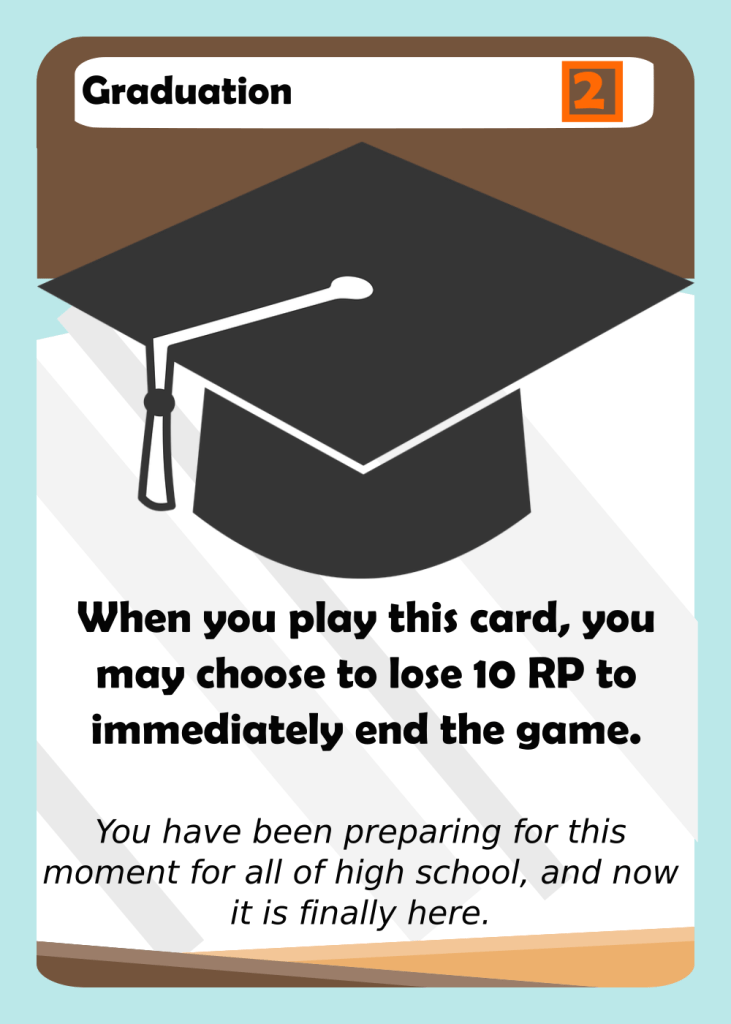 Graduation 2
When you play this card, you
may choose to lose 10 RP to
immediately end the game.
You have been preparing for this
moment for all of high school, and now
it is finally here.